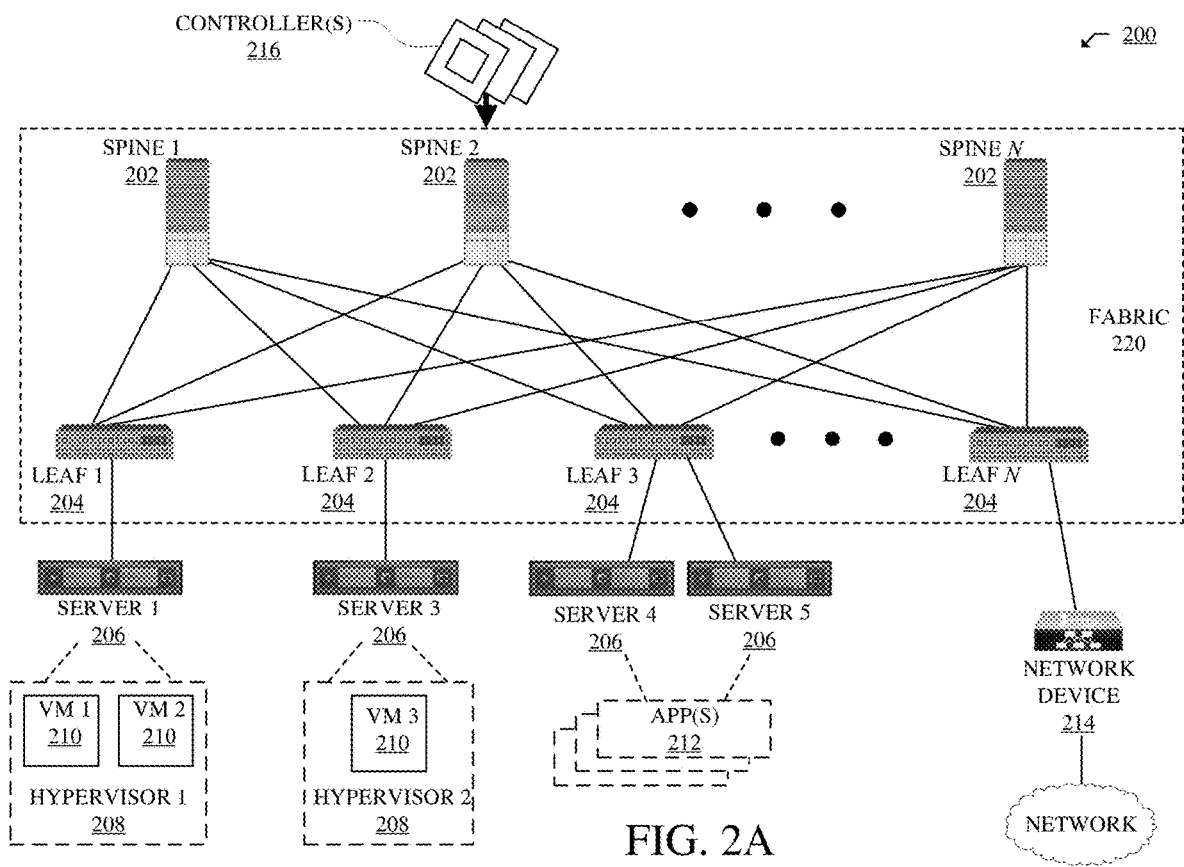 CONTROLLER(S)
216
200
SPINE 1
202
SPINE 2
202
SPINE N
202
FABRIC
220
LEAF 1
204
LEAF 2
204
LEAF 3
204
LEAF N
204
SERVER 1
206
SERVER 3
206
SERVER 4
206
SERVER 5
206
NETWORK
DEVICE
214
VM 1
210
VM 2
210
HYPERVISOR 1
208
VM 3
210
HYPERVISOR 2
208
APP(S)
212
NETWORK
FIG. 2A